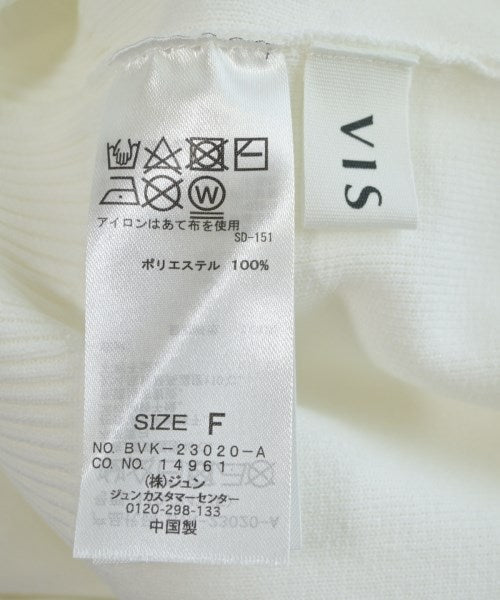 VIS
W
アイロンはあて布を使用
SD-151
ポリエステル 100%
SIZE F
NO. BVK-23020-A
CO. NO. 14961
(株)ジュン
ジュンカスタマーセンター
0120-298-133
中国製